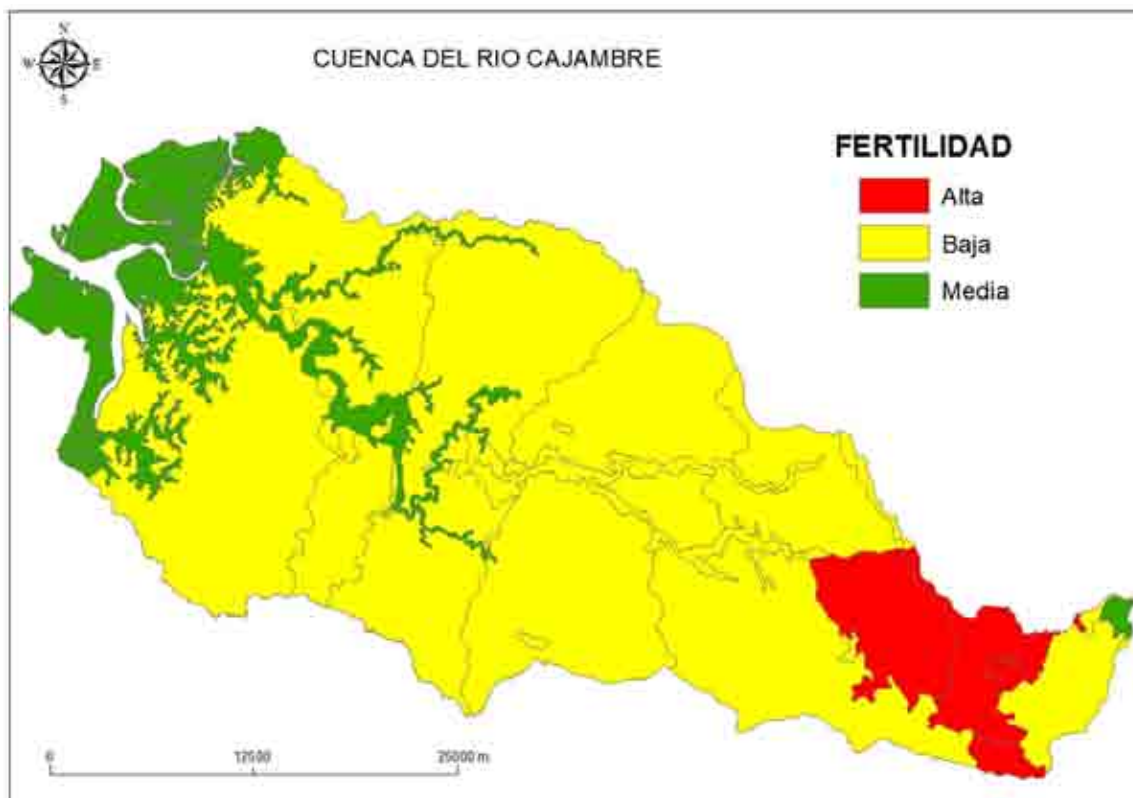 N
W E
S
CUENCA DEL RIO CAJAMBRE
FERTILIDAD
Alta
Baja
Media
0 12500 25000 m.